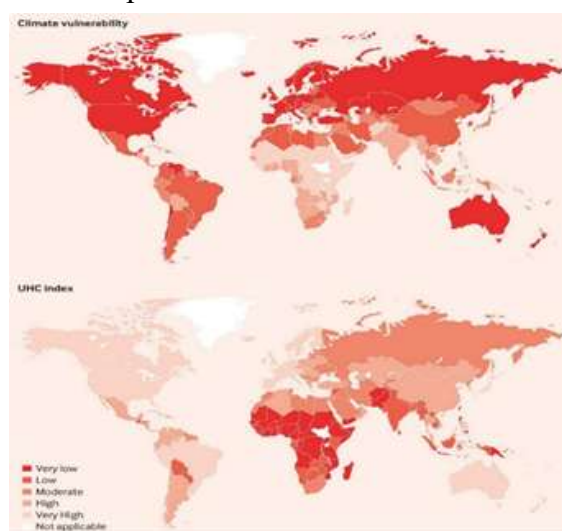 Climate vulnerability
UHC index
Very low
Low
Moderate
High
Very High
Not applicable